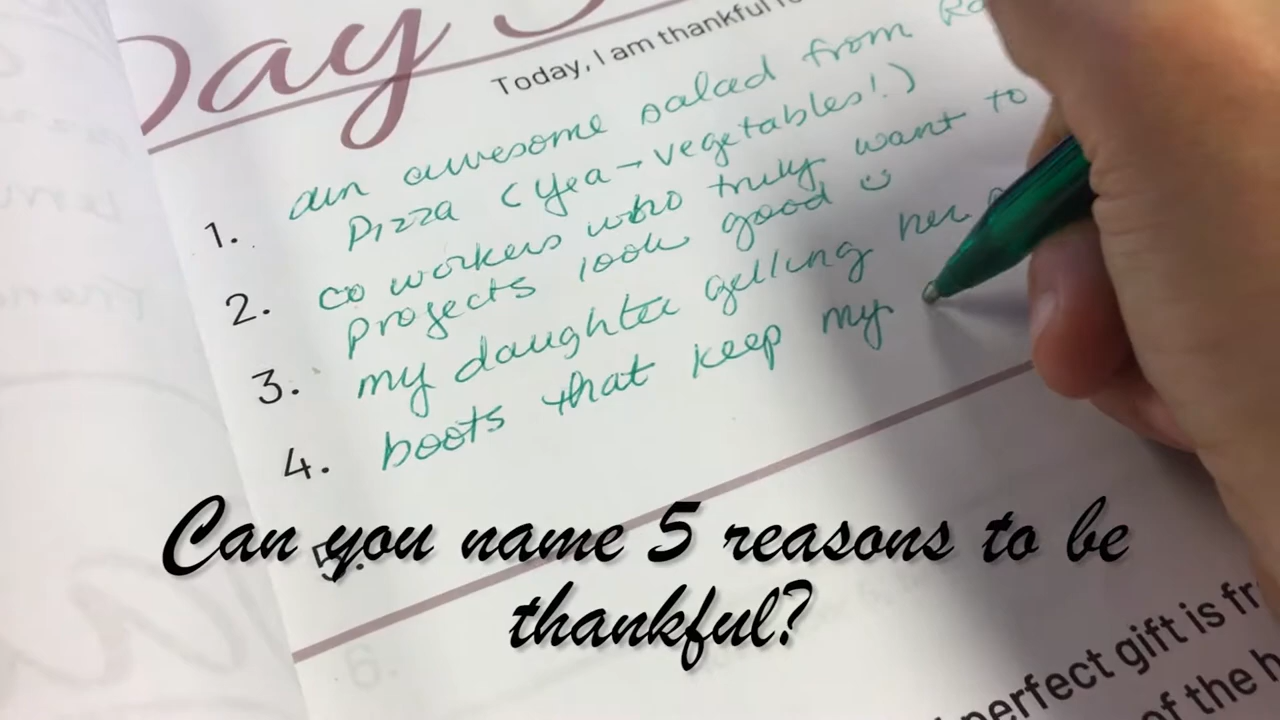 Day
Today, I am thankful
1. an awesome salad from
Pizza (yea - vegetables!)
2. co workers who truly want to
projects look good ☺
3. my daughter getting her
4. boots that keep my
5.
Can you name 5 reasons to be
thankful?
perfect gift is
of the